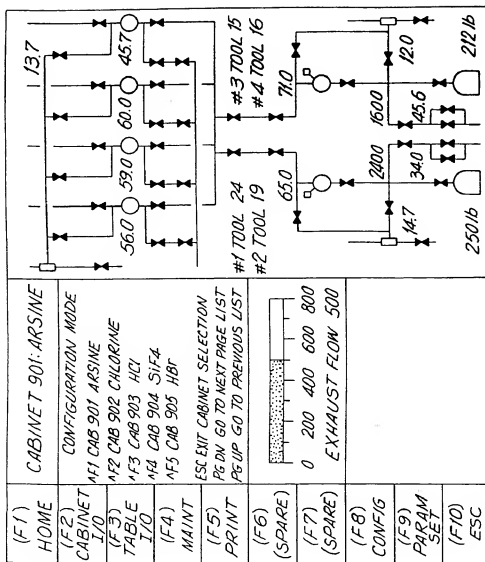 (F1)
HOME
(F2)
CABINET
I/O
(F3)
TABLE
I/O
(F4)
MAINT
(F5)
PRINT
(F6)
(SPARE)
(F7)
(SPARE)
(F8)
CONFIG
(F9)
PARAM
SET
(F10)
ESC
CABINET 901: ARSINE
CONFIGURATION MODE
^F1 CAB 901 ARSINE
^F2 CAB 902 CHLORINE
^F3 CAB 903 HCl
^F4 CAB 904 SiF4
^F5 CAB 905 HBr
ESC EXIT CABINET SELECTION
PG DN GO TO NEXT PAGE LIST
PG UP GO TO PREVIOUS LIST
0 200 400 600 800
EXHAUST FLOW 500
13.7
56.0 59.0 60.0 45.7
#1 TOOL 24
#2 TOOL 19
#3 TOOL 15
#4 TOOL 16
65.0 71.0
14.7 2400 1600 12.0
34.0 45.6
250 lb 212 lb